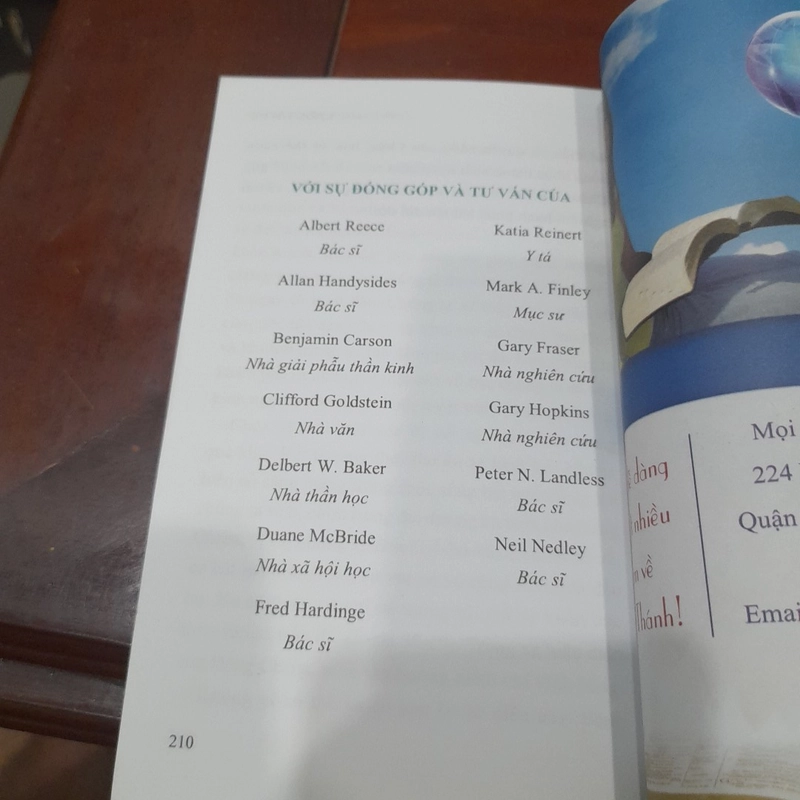 VỚI SỰ ĐÓNG GÓP VÀ TƯ VẤN CỦA
Albert Reece
Bác sĩ
Allan Handysides
Bác sĩ
Benjamin Carson
Nhà giải phẫu thần kinh
Clifford Goldstein
Nhà văn
Delbert W. Baker
Nhà thần học
Duane McBride
Nhà xã hội học
Fred Hardinge
Bác sĩ
Katia Reinert
Y tá
Mark A. Finley
Mục sư
Gary Fraser
Nhà nghiên cứu
Gary Hopkins
Nhà nghiên cứu
Peter N. Landless
Bác sĩ
Neil Nedley
Bác sĩ
210
dàng
nhiều
về
Thánh!
Mọi
224
Quận
Emai